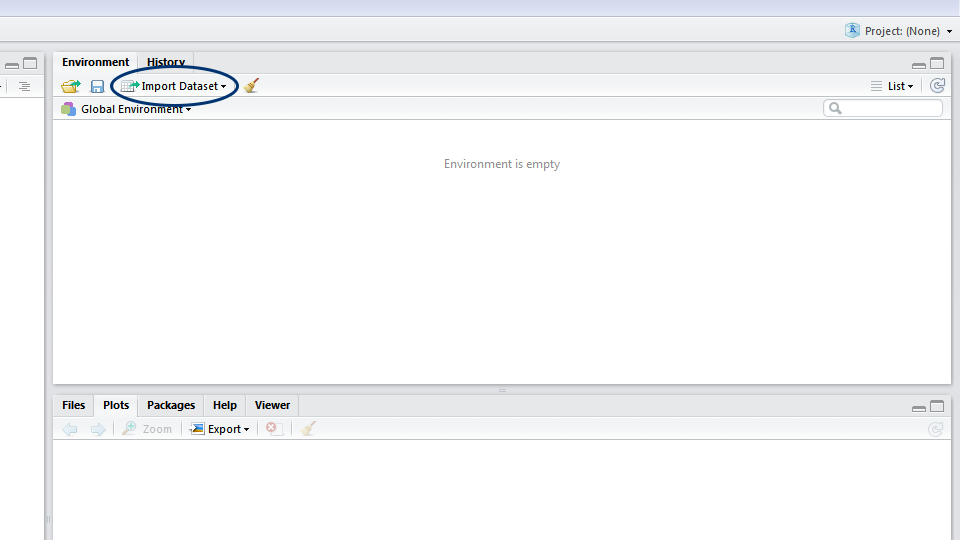 Project: (None)
Environment History
Import Dataset List
Global Environment
Environment is empty
Files Plots Packages Help Viewer
Zoom Export